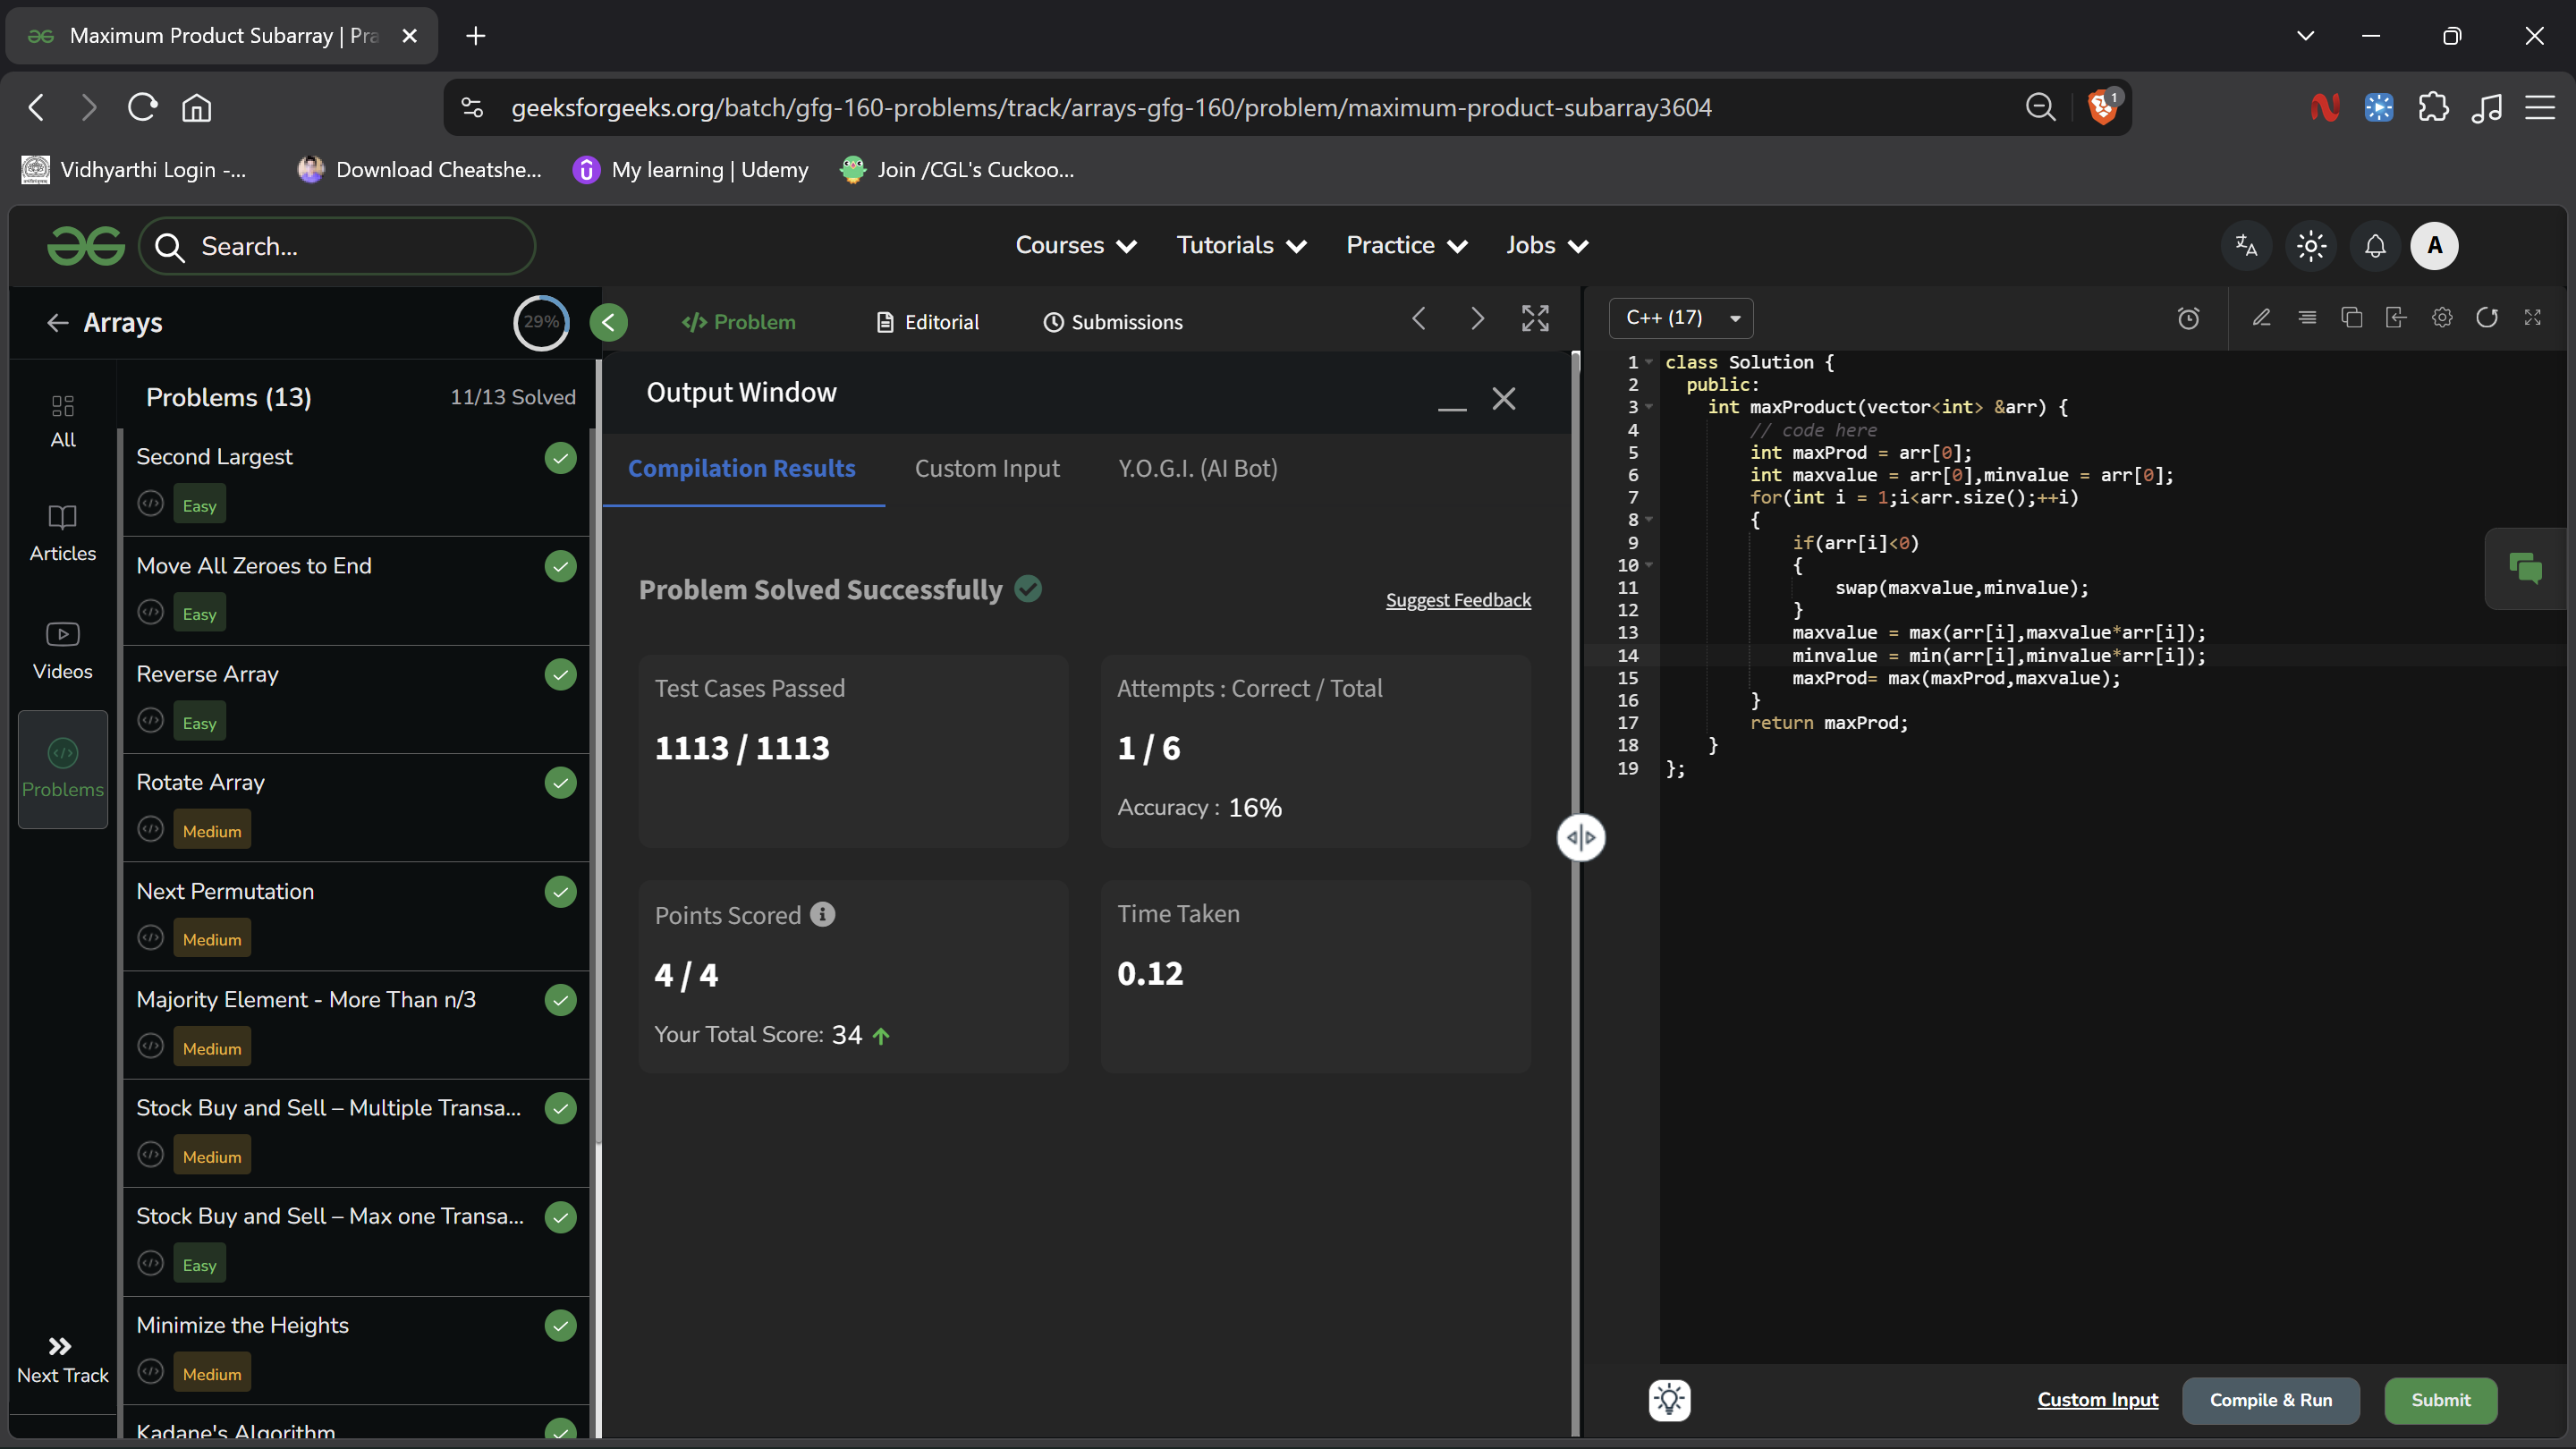 Maximum Product Subarray | Pra
geeksforgeeks.org/batch/gfg-160-problems/track/arrays-gfg-160/problem/maximum-product-subarray3604
1
Vidhyarthi Login -...
Download Cheatshe...
My learning | Udemy
Join /CGL's Cuckoo...
Search...
Courses
Tutorials
Practice
Jobs
A
Arrays
29%
All
Articles
Videos
Problems
Next Track
Problems (13)
11/13 Solved
Second Largest
Easy
Move All Zeroes to End
Easy
Reverse Array
Easy
Rotate Array
Medium
Next Permutation
Medium
Majority Element - More Than n/3
Medium
Stock Buy and Sell – Multiple Transa...
Medium
Stock Buy and Sell – Max one Transa...
Easy
Minimize the Heights
Medium
Kadane's Algorithm
Problem
Editorial
Submissions
Output Window
Compilation Results
Custom Input
Y.O.G.I. (AI Bot)
Problem Solved Successfully
Suggest Feedback
Test Cases Passed
1113 / 1113
Attempts : Correct / Total
1 / 6
Accuracy : 16%
Points Scored
4 / 4
Your Total Score: 34
Time Taken
0.12
C++ (17)
1 class Solution {
2 public:
3 int maxProduct(vector<int> &arr) {
4 // code here
5 int maxProd = arr[0];
6 int maxvalue = arr[0],minvalue = arr[0];
7 for(int i = 1;i<arr.size();++i)
8 {
9 if(arr[i]<0)
10 {
11 swap(maxvalue,minvalue);
12 }
13 maxvalue = max(arr[i],maxvalue*arr[i]);
14 minvalue = min(arr[i],minvalue*arr[i]);
15 maxProd= max(maxProd,maxvalue);
16 }
17 return maxProd;
18 }
19 };
Custom Input
Compile & Run
Submit